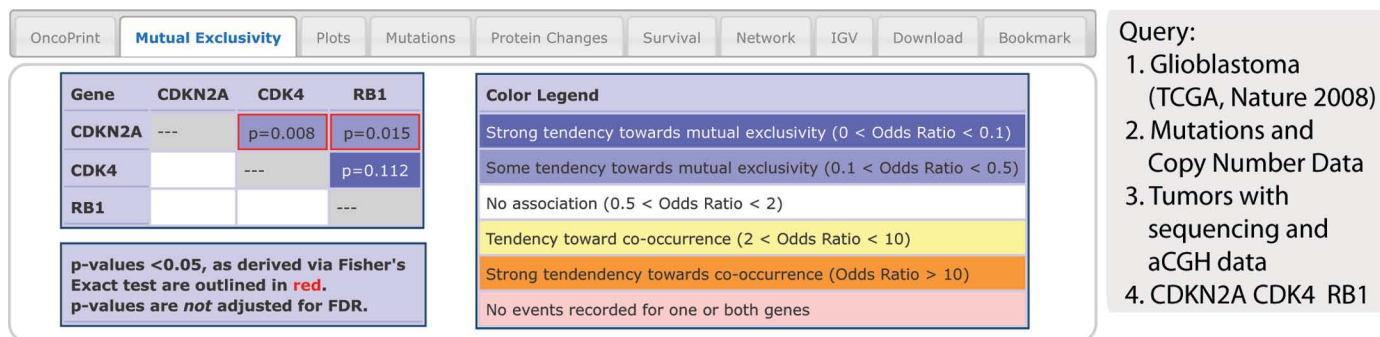 OncoPrint Mutual Exclusivity Plots Mutations Protein Changes Survival Network IGV Download Bookmark
Gene CDKN2A CDK4 RB1
CDKN2A --- p=0.008 p=0.015
CDK4 --- p=0.112
RB1 ---
p-values <0.05, as derived via Fisher's
Exact test are outlined in red.
p-values are not adjusted for FDR.
Color Legend
Strong tendency towards mutual exclusivity (0 < Odds Ratio < 0.1)
Some tendency towards mutual exclusivity (0.1 < Odds Ratio < 0.5)
No association (0.5 < Odds Ratio < 2)
Tendency toward co-occurrence (2 < Odds Ratio < 10)
Strong tendendency towards co-occurrence (Odds Ratio > 10)
No events recorded for one or both genes
Query:
1. Glioblastoma
(TCGA, Nature 2008)
2. Mutations and
Copy Number Data
3. Tumors with
sequencing and
aCGH data
4. CDKN2A CDK4 RB1